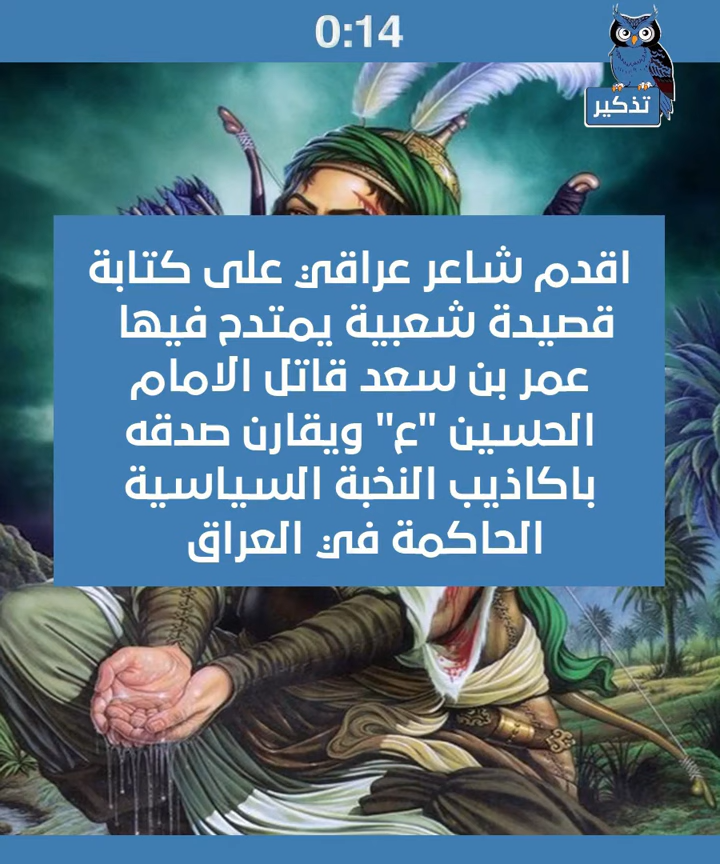 0:14
تذكير
اقدم شاعر عراقي على كتابة
قصيدة شعبية يمتدح فيها
عمر بن سعد قاتل الامام
الحسين "ع" ويقارن صدقه
باكاذيب النخبة السياسية
الحاكمة في العراق